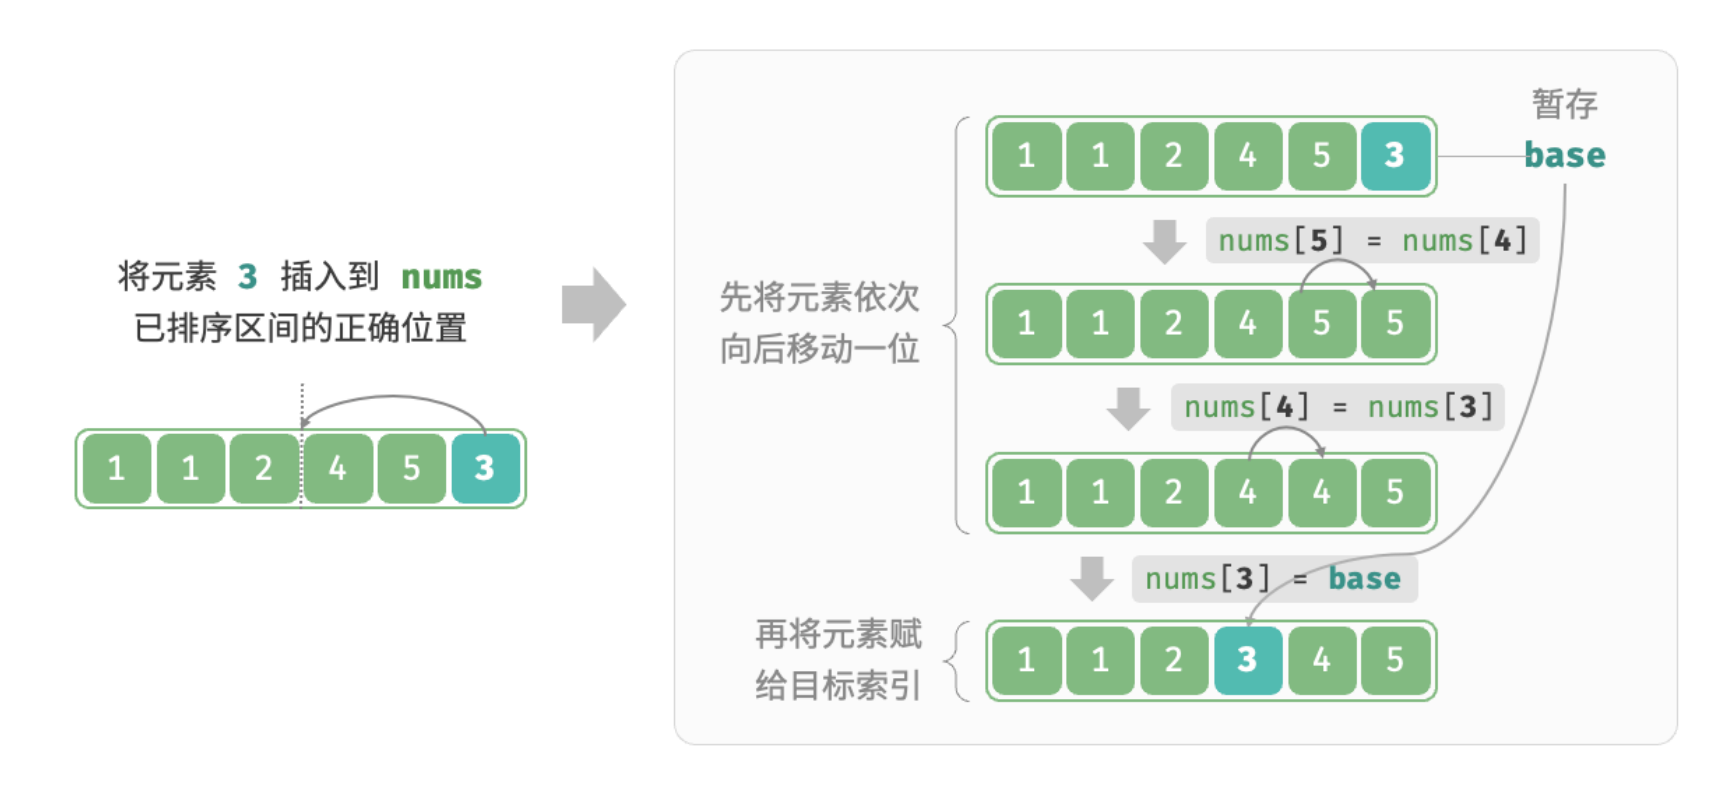 将元素 3 插入到 nums
已排序区间的正确位置
1 1 2 4 5 3
先将元素依次
向后移动一位
暂存
1 1 2 4 5 3 base
nums[5] = nums[4]
1 1 2 4 5 5
nums[4] = nums[3]
1 1 2 4 4 5
nums[3] = base
再将元素赋
给目标索引
1 1 2 3 4 5